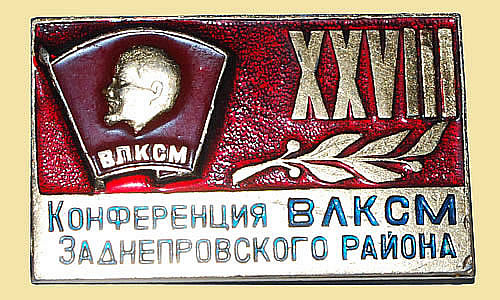 XXVIII
ВЛКСМ
КОНФЕРЕНЦИЯ ВЛКСМ
ЗАДНЕПРОВСКОГО РАЙОНА